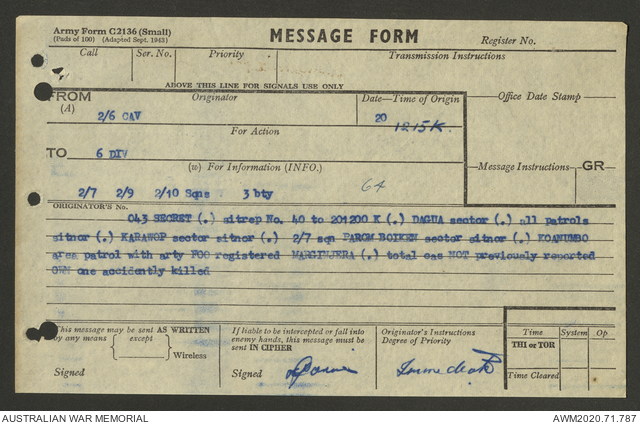 Army Form C2136 (Small)
(Pads of 100) (Adapted Sept. 1943)
MESSAGE FORM
Register No.
Call Ser. No. Priority Transmission Instructions
ABOVE THIS LINE FOR SIGNALS USE ONLY
FROM Originator Date—Time of Origin Office Date Stamp
(A) 2/6 CAV 20 1215K.
For Action
TO 6 DIV
(w) For Information (INFO.) Message Instructions GR
2/7 2/9 2/10 Sqns 3 bty 64
ORIGINATOR'S No.
043 SECRET (.) sitrep No. 40 to 201200 K (.) DAGUA sector (.) all patrols
sitnor (.) KARAWOP sector sitnor (.) 2/7 sqn PAROM BOIKEN sector sitnor (.) KOANUMBO
area patrol with arty FOO registered MARGINJERA (.) total cas NOT previously reported
OWN one accidently killed
This message may be sent AS WRITTEN
by any means except
Wireless
Signed
If liable to be intercepted or fall into
enemy hands, this message must be
sent IN CIPHER
Signed
Originator's Instructions
Degree of Priority
Immediate
Time System Op
THI or TOR
Time Cleared
AUSTRALIAN WAR MEMORIAL AWM2020.71.787